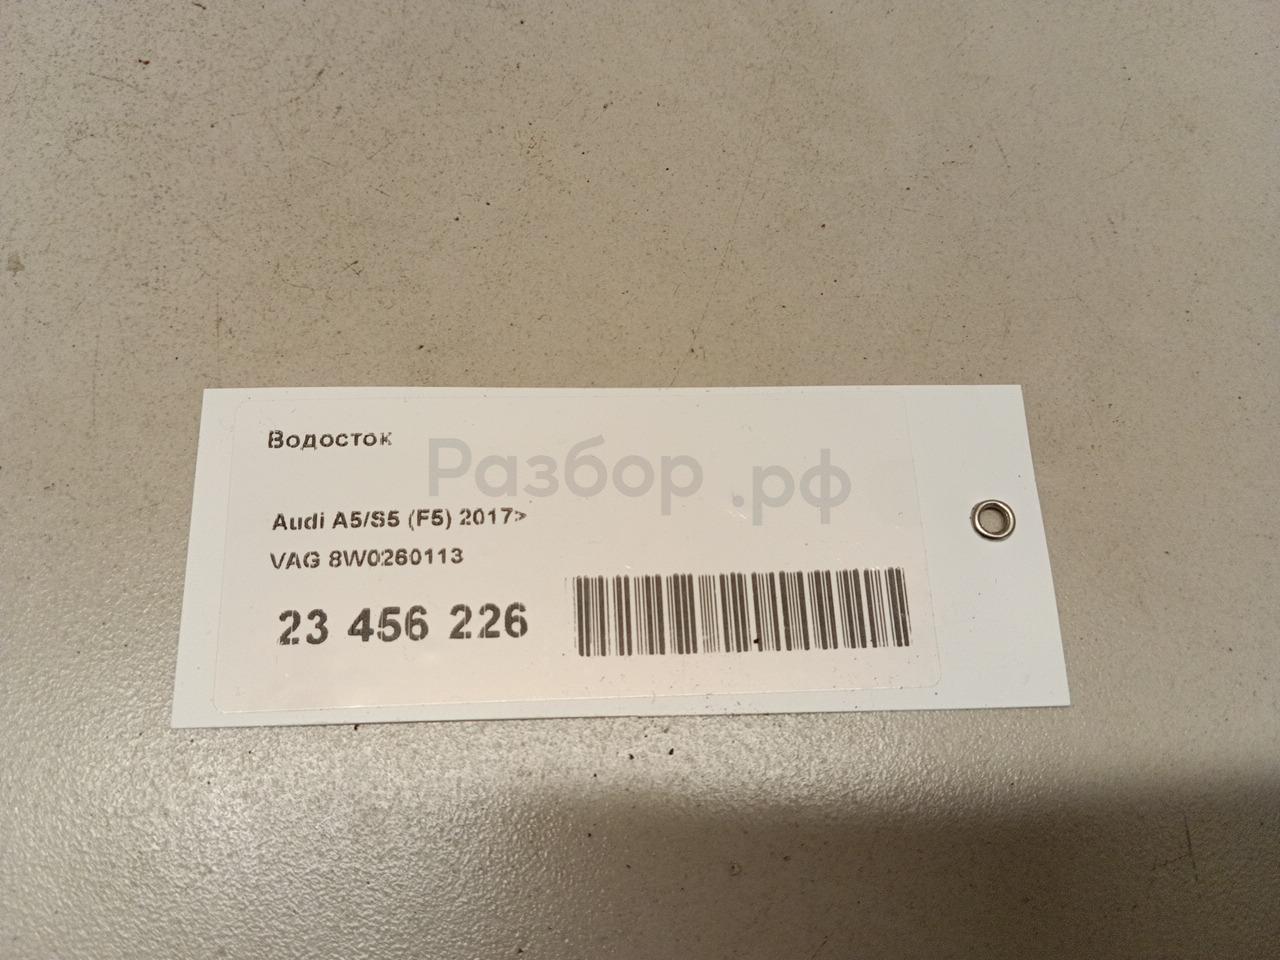 Водосток
Разбор.рф
Audi A5/S5 (F5) 2017>
VAG 8W0260113
23 456 226